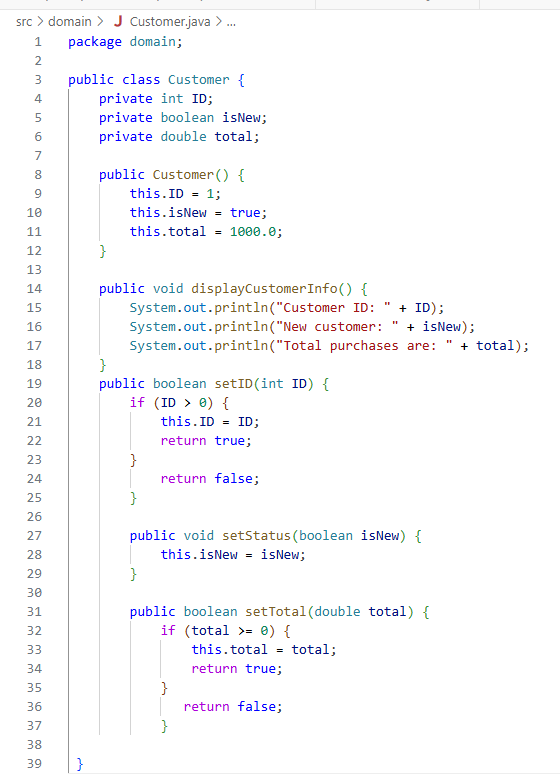 src > domain > J Customer.java > ...
1 package domain;
2
3 public class Customer {
4     private int ID;
5     private boolean isNew;
6     private double total;
7
8     public Customer() {
9         this.ID = 1;
10         this.isNew = true;
11         this.total = 1000.0;
12     }
13
14     public void displayCustomerInfo() {
15         System.out.println("Customer ID: " + ID);
16         System.out.println("New customer: " + isNew);
17         System.out.println("Total purchases are: " + total);
18     }
19     public boolean setID(int ID) {
20         if (ID > 0) {
21             this.ID = ID;
22             return true;
23         }
24             return false;
25         }
26
27         public void setStatus(boolean isNew) {
28             this.isNew = isNew;
29         }
30
31         public boolean setTotal(double total) {
32             if (total >= 0) {
33                 this.total = total;
34                 return true;
35             }
36                return false;
37             }
38
39  }